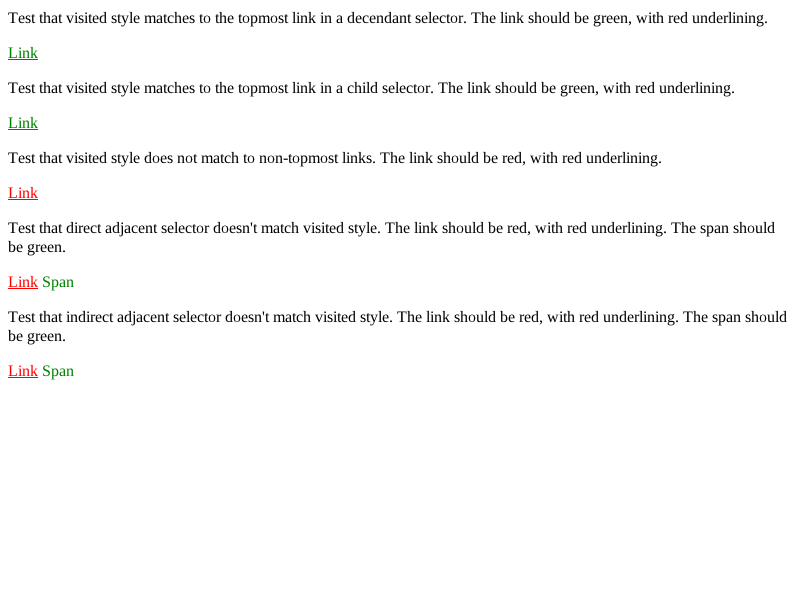 Test that visited style matches to the topmost link in a decendant selector. The link should be green, with red underlining.
Link
Test that visited style matches to the topmost link in a child selector. The link should be green, with red underlining.
Link
Test that visited style does not match to non-topmost links. The link should be red, with red underlining.
Link
Test that direct adjacent selector doesn't match visited style. The link should be red, with red underlining. The span should
be green.
Link Span
Test that indirect adjacent selector doesn't match visited style. The link should be red, with red underlining. The span should
be green.
Link Span